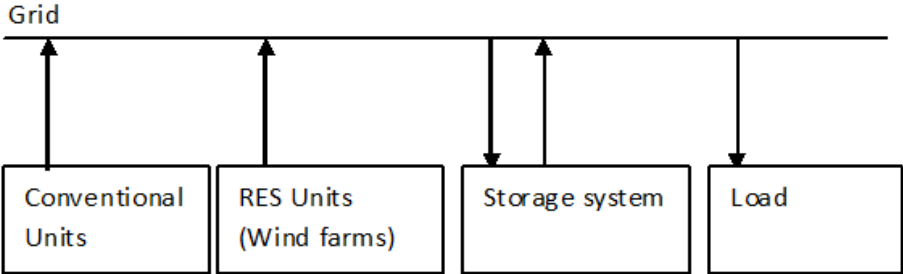 Grid
Conventional
Units
RES Units
(Wind farms)
Storage system
Load